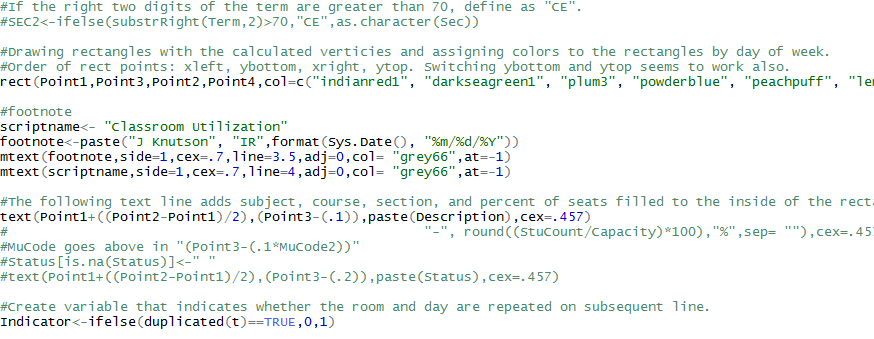 #If the right two digits of the term are greater than 70, define as "CE".
#SEC2<-ifelse(substrRight(Term,2)>70,"CE",as.character(Sec))
#Drawing rectangles with the calculated verticies and assigning colors to the rectangles by day of week.
#Order of rect points: xleft, ybottom, xright, ytop. Switching ybottom and ytop seems to work also.
rect(Point1,Point3,Point2,Point4,col=c("indianred1", "darkseagreen1", "plum3", "powderblue", "peachpuff",
#footnote
scriptname<- "Classroom Utilization"
footnote<-paste("J Knutson", "IR",format(Sys.Date(), "%m/%d/%Y"))
mtext(footnote,side=1,cex=.7,line=3.5,adj=0,col= "grey66",at=-1)
mtext(scriptname,side=1,cex=.7,line=4,adj=0,col= "grey66",at=-1)
#The following text line adds subject, course, section, and percent of seats filled to the inside of the
text(Point1+((Point2-Point1)/2),(Point3-(.1)),paste(Description),cex=.457)
# "-", round((StuCount/Capacity)*100),"%",sep= ""),
#MuCode goes above in "(Point3-(.1*MuCode2))"
#Status[is.na(Status)]<-" "
#text(Point1+((Point2-Point1)/2),(Point3-(.2)),paste(Status),cex=.457)
#Create variable that indicates whether the room and day are repeated on subsequent line.
Indicator<-ifelse(duplicated(t)==TRUE,0,1)